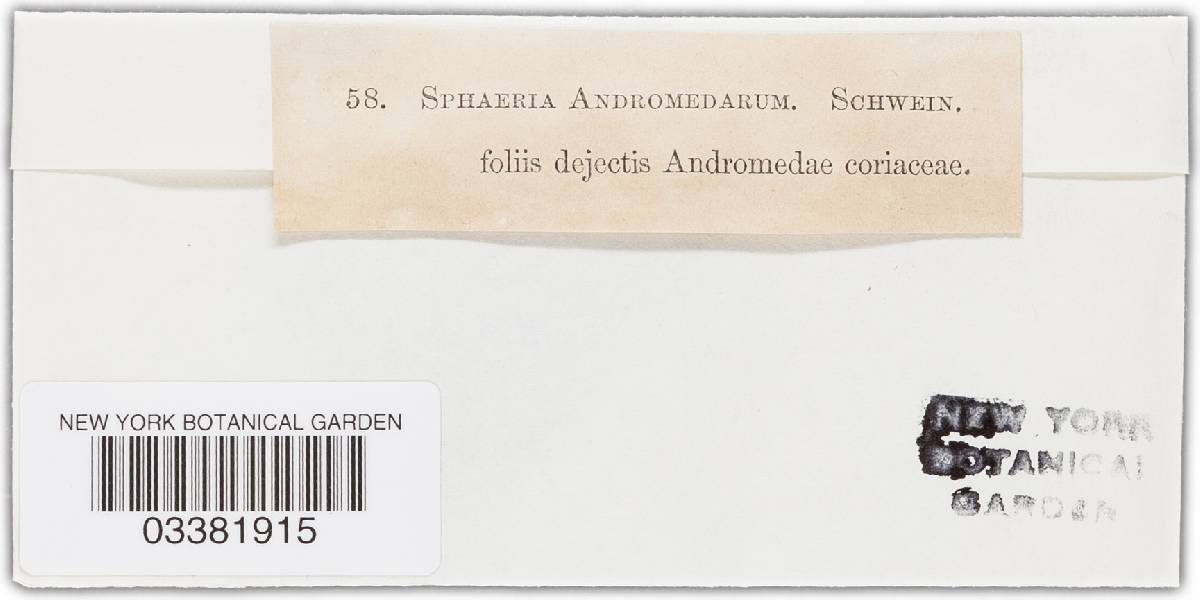 58. SPHAERIA ANDROMEDARUM. SCHWEIN.
foliis dejectis Andromedae coriaceae.
NEW YORK BOTANICAL GARDEN
03381915
NEW YORK
BOTANICAL
GARDEN